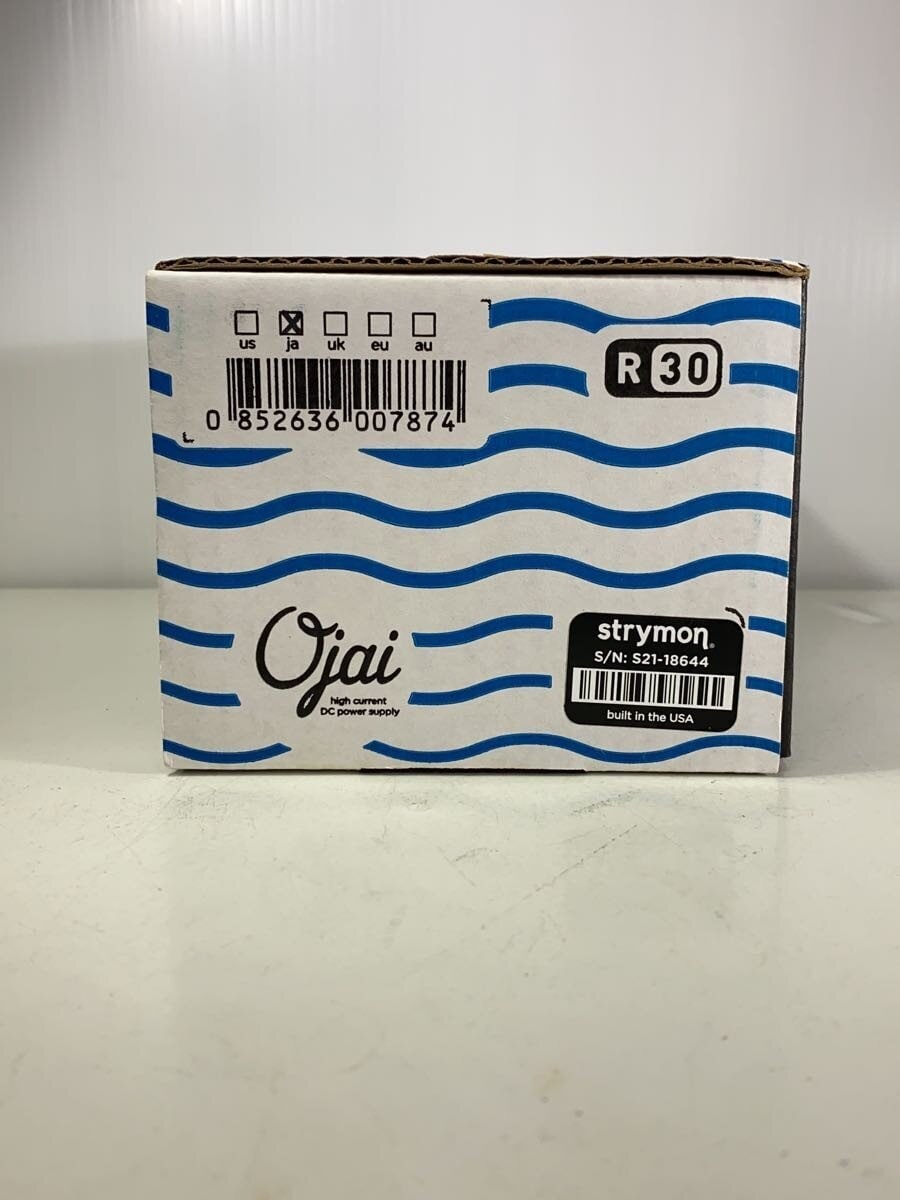 us ja uk eu au
0 852636 007874
R 30
Ojai
high current
DC power supply
strymon®
S/N: S21-18644
built in the USA